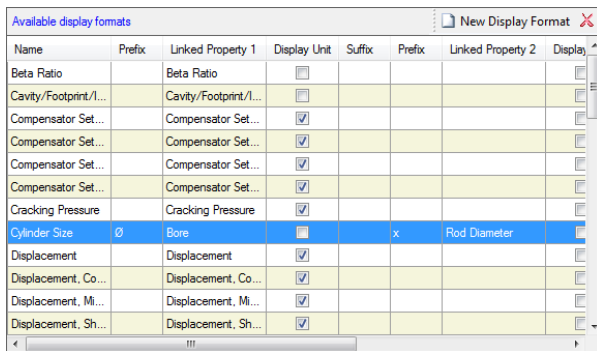 Available display formats New Display Format
Name Prefix Linked Property 1 Display Unit Suffix Prefix Linked Property 2 Display
Beta Ratio Beta Ratio
Cavity/Footprint/I... Cavity/Footprint/I...
Compensator Set... Compensator Set...
Compensator Set... Compensator Set...
Compensator Set... Compensator Set...
Compensator Set... Compensator Set...
Cracking Pressure Cracking Pressure
Cylinder Size Ø Bore x Rod Diameter
Displacement Displacement
Displacement, Co... Displacement, Co...
Displacement, Mi... Displacement, Mi...
Displacement, Sh... Displacement, Sh...